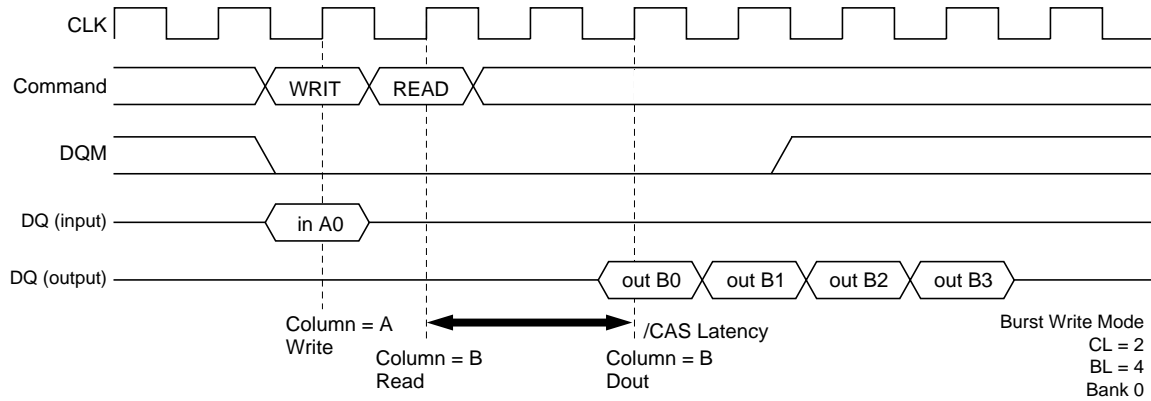 CLK
Command
WRIT
READ
DQM
DQ (input)
in A0
DQ (output)
out B0
out B1
out B2
out B3
Column = A
Write
Column = B
Read
/CAS Latency
Column = B
Dout
Burst Write Mode
CL = 2
BL = 4
Bank 0